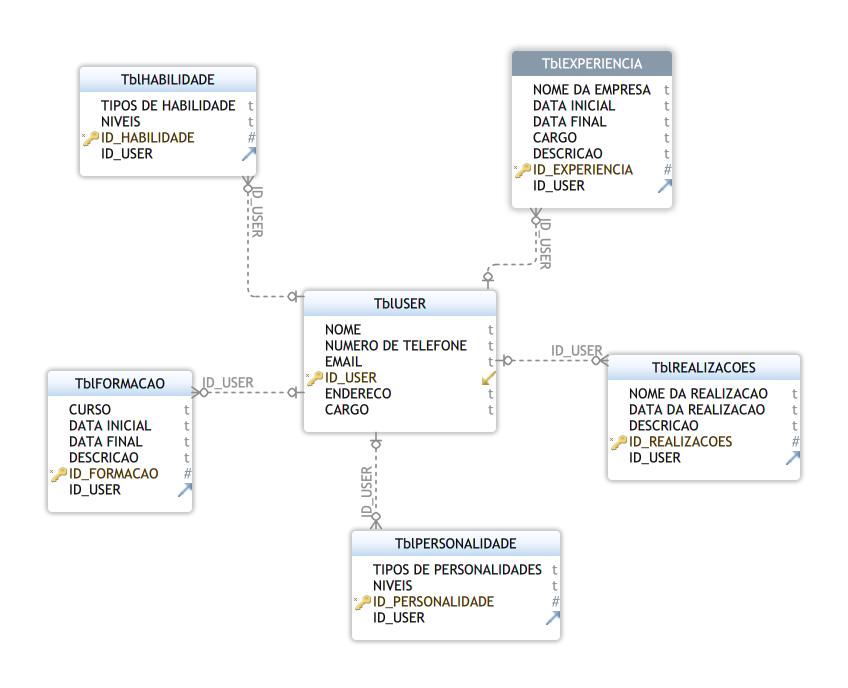 TblHABILIDADE
TIPOS DE HABILIDADE t
NIVEIS t
ID_HABILIDADE #
ID_USER
ID_USER
TblEXPERIENCIA
NOME DA EMPRESA t
DATA INICIAL t
DATA FINAL t
CARGO t
DESCRICAO t
ID_EXPERIENCIA #
ID_USER
ID_USER
TblUSER
NOME t
NUMERO DE TELEFONE t
EMAIL t
ID_USER
ENDERECO t
CARGO t
ID_USER
TblREALIZACOES
NOME DA REALIZACAO t
DATA DA REALIZACAO t
DESCRICAO t
ID_REALIZACOES #
ID_USER
TblFORMACAO
CURSO t
DATA INICIAL t
DATA FINAL t
DESCRICAO t
ID_FORMACAO #
ID_USER
ID_USER
ID_USER
TblPERSONALIDADE
TIPOS DE PERSONALIDADES t
NIVEIS t
ID_PERSONALIDADE #
ID_USER